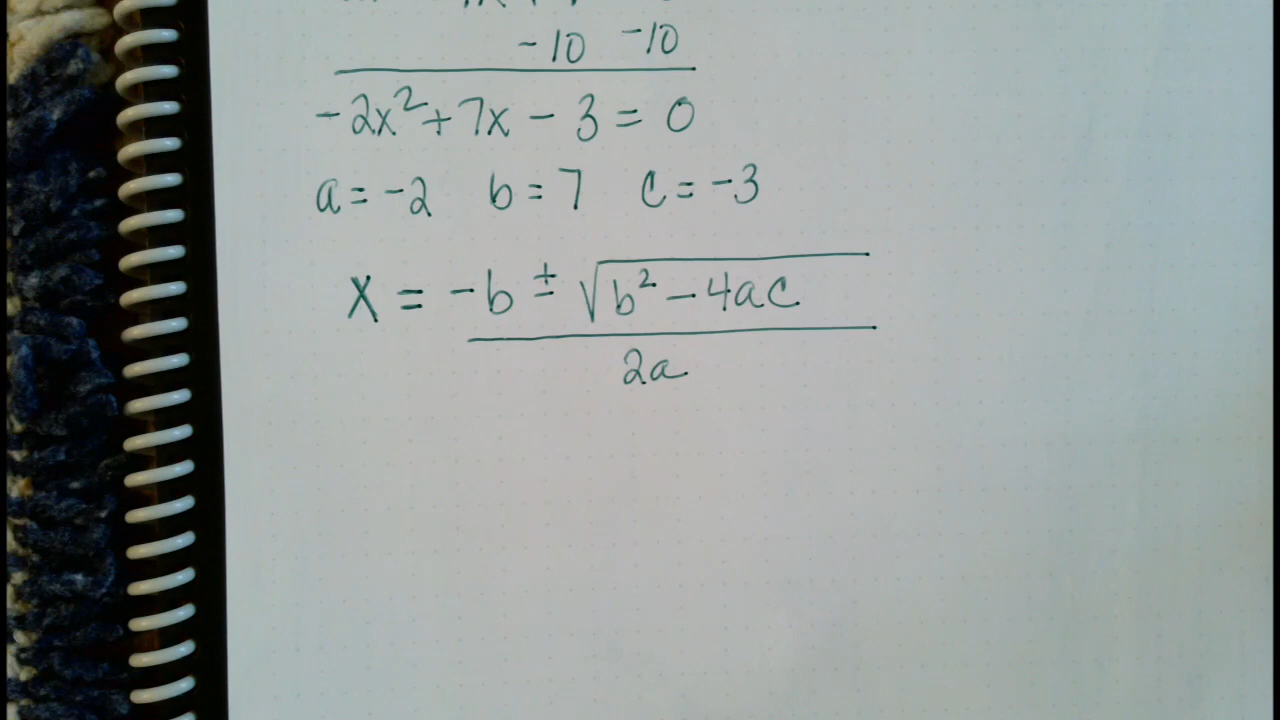 -10 -10
-2x²+7x - 3 = 0
a = -2 b = 7 c = -3
x = -b ± √b² - 4ac
2a